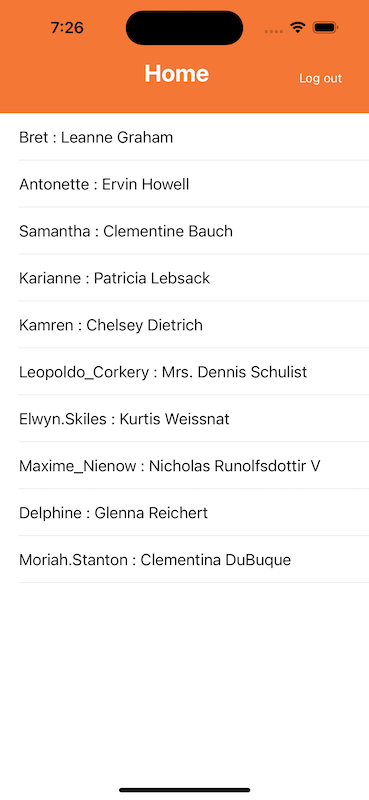 7:26
Home
Log out
Bret : Leanne Graham
Antonette : Ervin Howell
Samantha : Clementine Bauch
Karianne : Patricia Lebsack
Kamren : Chelsey Dietrich
Leopoldo_Corkery : Mrs. Dennis Schulist
Elwyn.Skiles : Kurtis Weissnat
Maxime_Nienow : Nicholas Runolfsdottir V
Delphine : Glenna Reichert
Moriah.Stanton : Clementina DuBuque